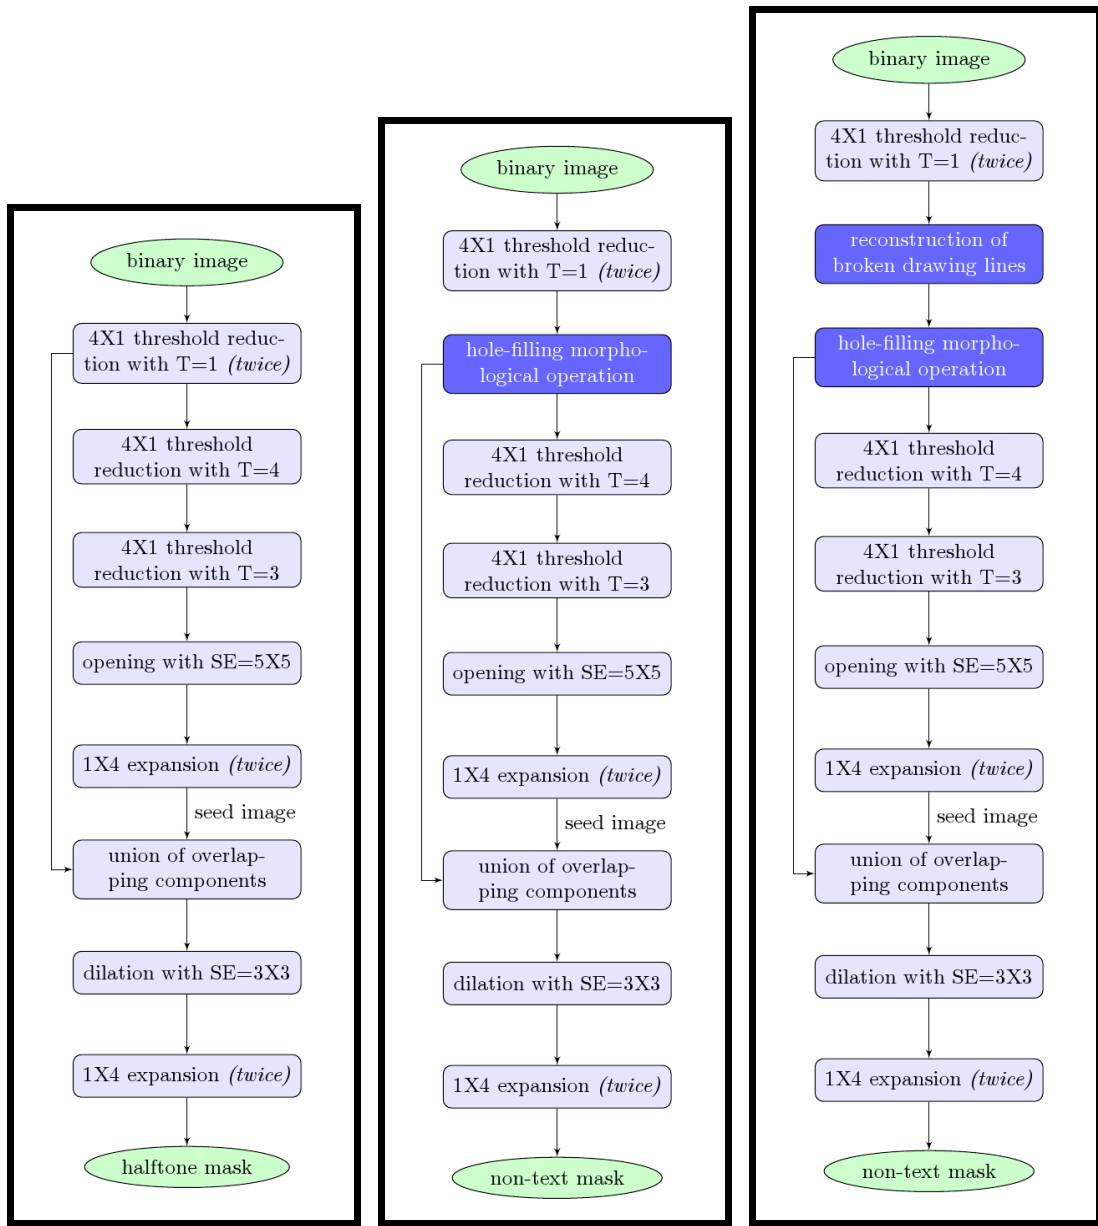 binary image
4X1 threshold reduc-
tion with T=1 (twice)
4X1 threshold
reduction with T=4
4X1 threshold
reduction with T=3
opening with SE=5X5
1X4 expansion (twice)
seed image
union of overlap-
ping components
dilation with SE=3X3
1X4 expansion (twice)
halftone mask
binary image
4X1 threshold reduc-
tion with T=1 (twice)
hole-filling morpho-
logical operation
4X1 threshold
reduction with T=4
4X1 threshold
reduction with T=3
opening with SE=5X5
1X4 expansion (twice)
seed image
union of overlap-
ping components
dilation with SE=3X3
1X4 expansion (twice)
non-text mask
binary image
4X1 threshold reduc-
tion with T=1 (twice)
reconstruction of
broken drawing lines
hole-filling morpho-
logical operation
4X1 threshold
reduction with T=4
4X1 threshold
reduction with T=3
opening with SE=5X5
1X4 expansion (twice)
seed image
union of overlap-
ping components
dilation with SE=3X3
1X4 expansion (twice)
non-text mask